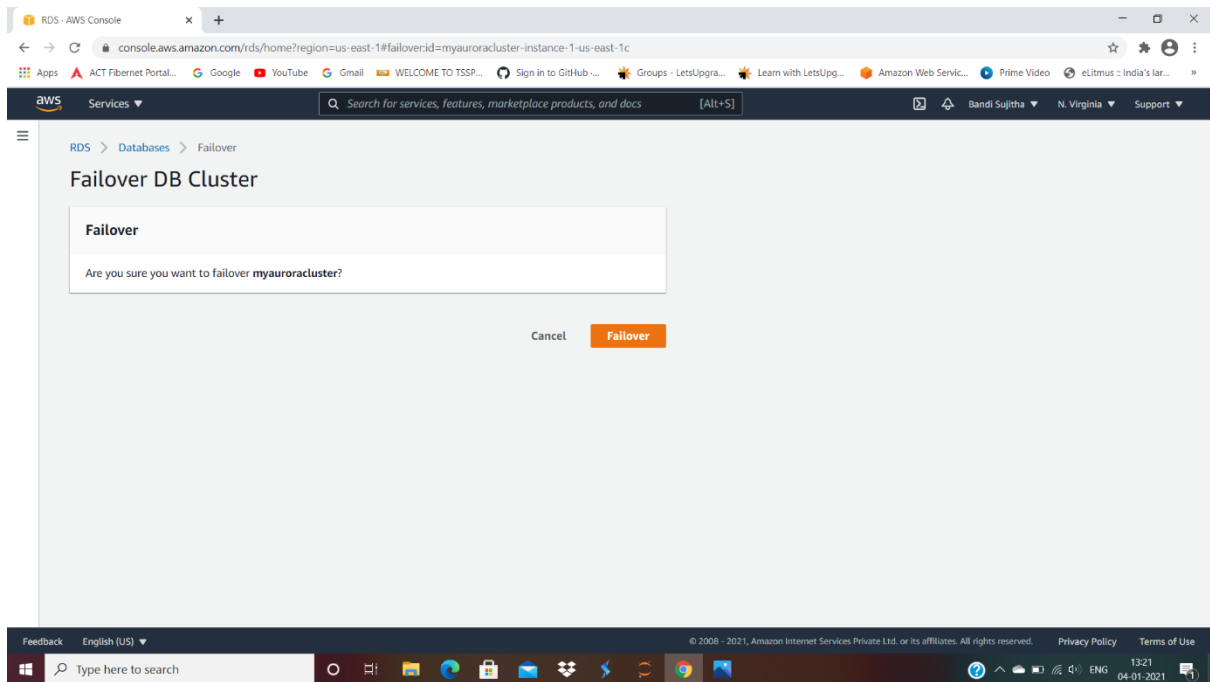 RDS · AWS Console
console.aws.amazon.com/rds/home?region=us-east-1#failover:id=myauroracluster-instance-1-us-east-1c
Apps ACT Fibernet Portal... Google YouTube Gmail WELCOME TO TSSP... Sign in to GitHub ·... Groups - LetsUpgra... Learn with LetsUpg... Amazon Web Servic... Prime Video eLitmus :: India's lar... »
aws Services ▼ Search for services, features, marketplace products, and docs [Alt+S] Bandi Sujitha ▼ N. Virginia ▼ Support ▼
RDS > Databases > Failover
Failover DB Cluster
Failover
Are you sure you want to failover myauroracluster?
Cancel Failover
Feedback English (US) ▼ © 2008 - 2021, Amazon Internet Services Private Ltd. or its affiliates. All rights reserved. Privacy Policy Terms of Use
Type here to search ENG 13:21
04-01-2021